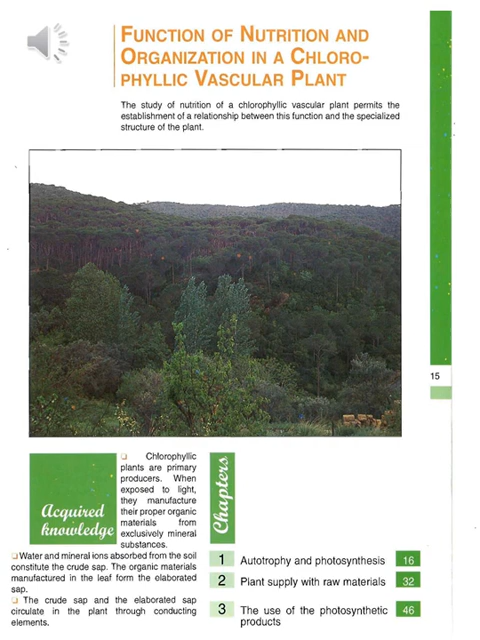 FUNCTION OF NUTRITION AND
ORGANIZATION IN A CHLORO-
PHYLLIC VASCULAR PLANT
The study of nutrition of a chlorophyllic vascular plant permits the
establishment of a relationship between this function and the specialized
structure of the plant.
15
Acquired
knowledge
❑ Chlorophyllic
plants are primary
producers. When
exposed to light,
they manufacture
their proper organic
materials from
exclusively mineral
substances.
❑ Water and mineral ions absorbed from the soil
constitute the crude sap. The organic materials
manufactured in the leaf form the elaborated
sap.
❑ The crude sap and the elaborated sap
circulate in the plant through conducting
elements.
Chapters
1 Autotrophy and photosynthesis 16
2 Plant supply with raw materials 32
3 The use of the photosynthetic 46
products